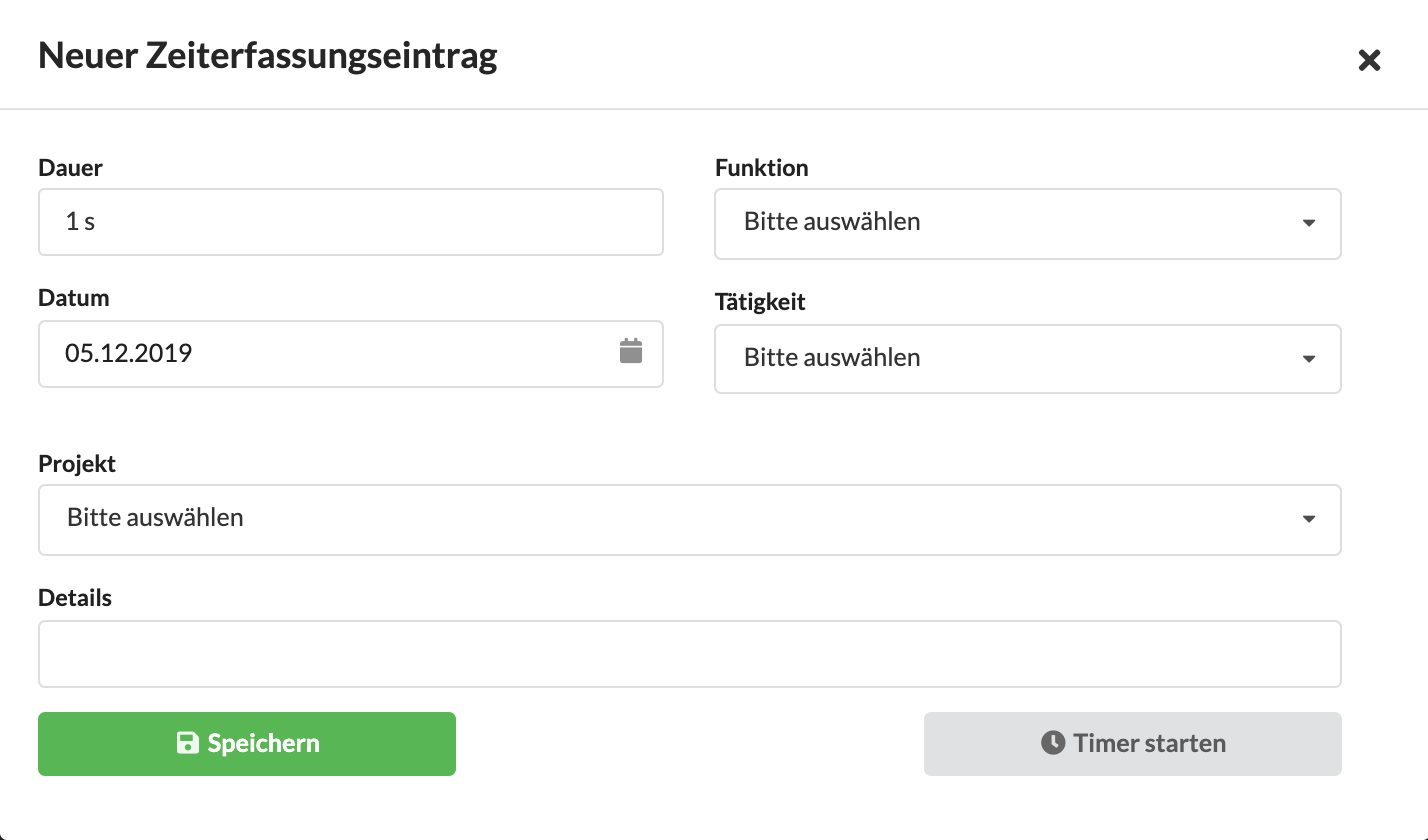 Neuer Zeiterfassungseintrag
Dauer
1 s
Funktion
Bitte auswählen
Datum
05.12.2019
Tätigkeit
Bitte auswählen
Projekt
Bitte auswählen
Details
Speichern
Timer starten